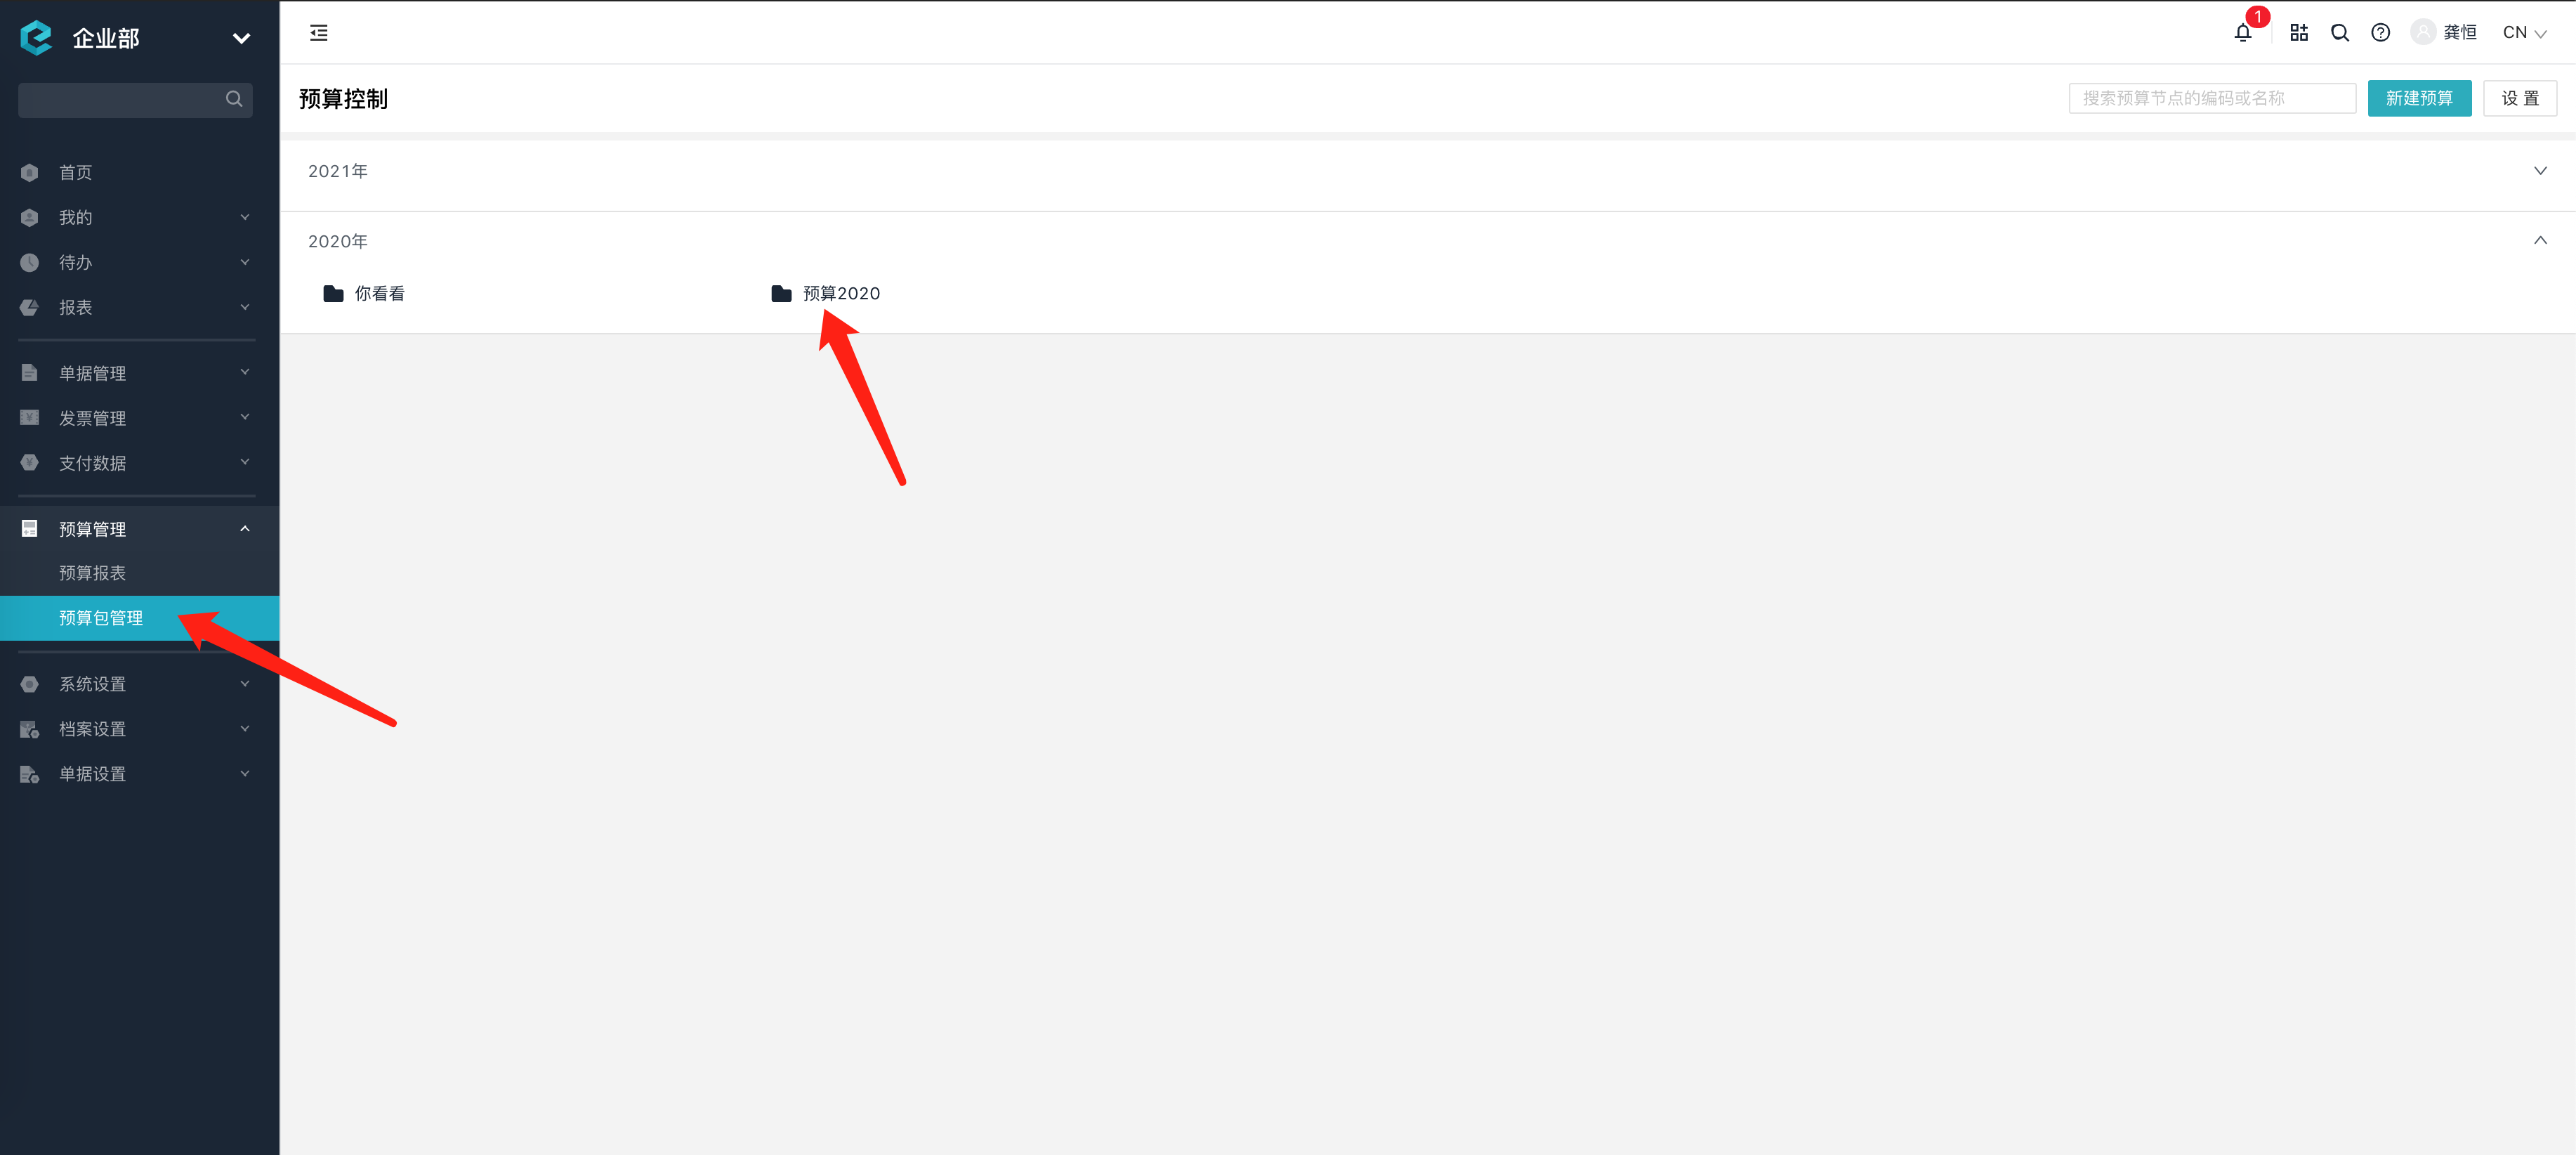 企业部
首页
我的
待办
报表
单据管理
发票管理
支付数据
预算管理
预算报表
预算包管理
系统设置
档案设置
单据设置
1
龚恒
CN
预算控制
搜索预算节点的编码或名称
新建预算
设 置
2021年
2020年
你看看
预算2020